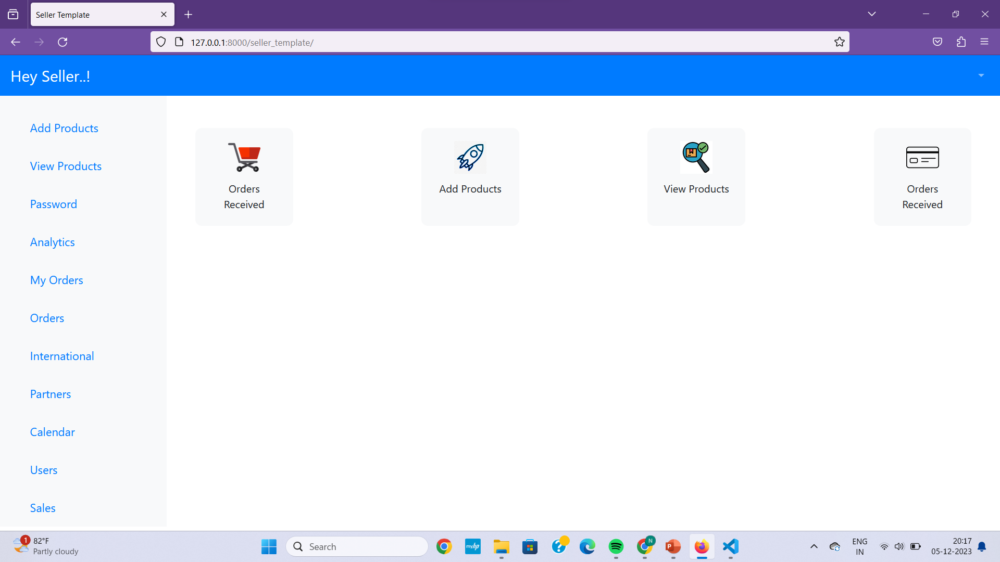 Seller Template
127.0.0.1:8000/seller_template/
Hey Seller..!
Add Products
View Products
Password
Analytics
My Orders
Orders
International
Partners
Calendar
Users
Sales
Orders
Received
Add Products
View Products
Orders
Received
1
82°F
Partly cloudy
Search
myhp
N
P
ENG
IN
20:17
05-12-2023